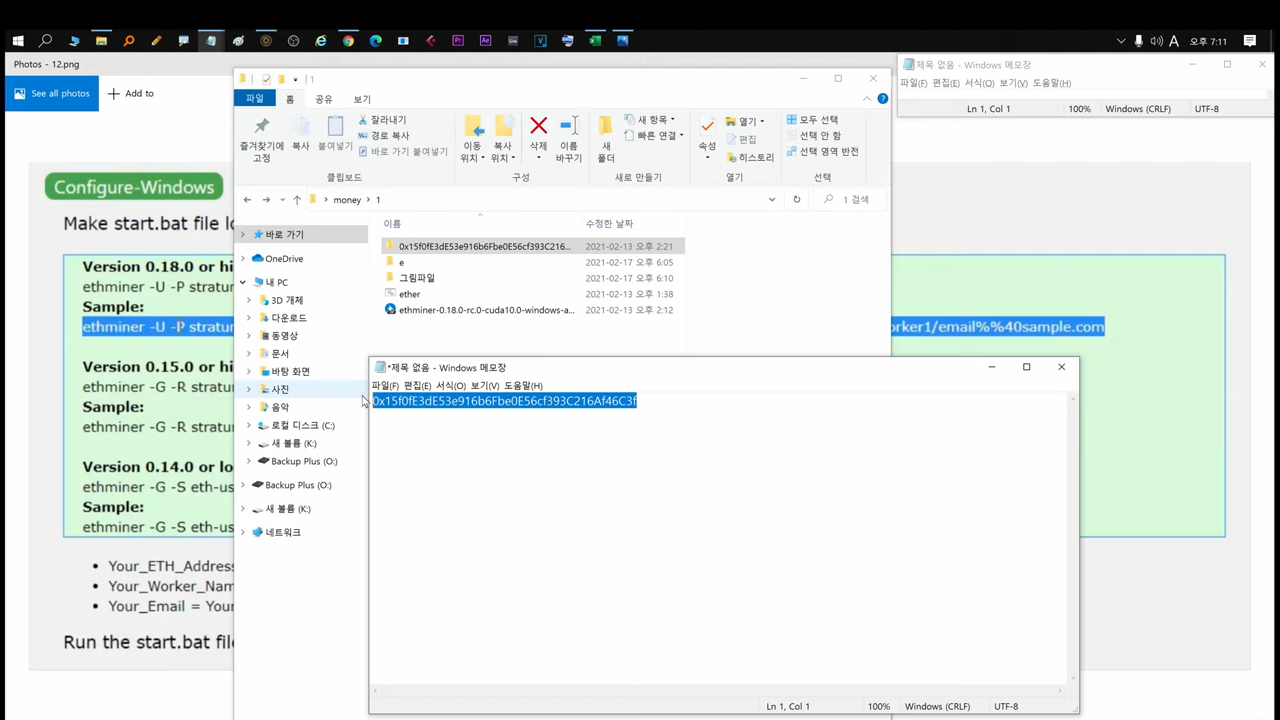 오후 7:11
Photos - 12.png
See all photos
Add to
Configure-Windows
Make start.bat file lo
Version 0.18.0 or hi
ethminer -U -P stratur
Sample:
ethminer -U -P stratur
orker1/email%%40sample.com
Version 0.15.0 or hi
ethminer -G -R stratur
Version 0.14.0 or lo
ethminer -G -S eth-us
Sample:
ethminer -G -S eth-us
Your_ETH_Address
Your_Worker_Nam
Your_Email = Your
Run the start.bat file
1
파일 홈 공유 보기
즐겨찾기에 고정
복사
붙여넣기
잘라내기
경로 복사
바로 가기 붙여넣기
클립보드
이동 위치
복사 위치
삭제
이름 바꾸기
구성
새 폴더
새 항목
빠른 연결
새로 만들기
속성
열기
편집
히스토리
열기
모두 선택
선택 안 함
선택 영역 반전
선택
money 1
1 검색
이름 수정한 날짜
바로 가기
OneDrive
내 PC
3D 개체
다운로드
동영상
문서
바탕 화면
사진
음악
로컬 디스크 (C:)
새 볼륨 (K:)
Backup Plus (O:)
Backup Plus (O:)
새 볼륨 (K:)
네트워크
0x15f0fE3dE53e916b6Fbe0E56cf393C216... 2021-02-13 오후 2:21
e 2021-02-17 오후 6:05
그림파일 2021-02-17 오후 6:10
ether 2021-02-13 오후 1:38
ethminer-0.18.0-rc.0-cuda10.0-windows-a... 2021-02-13 오후 2:12
제목 없음 - Windows 메모장
파일(F) 편집(E) 서식(O) 보기(V) 도움말(H)
Ln 1, Col 1 100% Windows (CRLF) UTF-8
*제목 없음 - Windows 메모장
파일(F) 편집(E) 서식(O) 보기(V) 도움말(H)
0x15f0fE3dE53e916b6Fbe0E56cf393C216Af46C3f
Ln 1, Col 1 100% Windows (CRLF) UTF-8